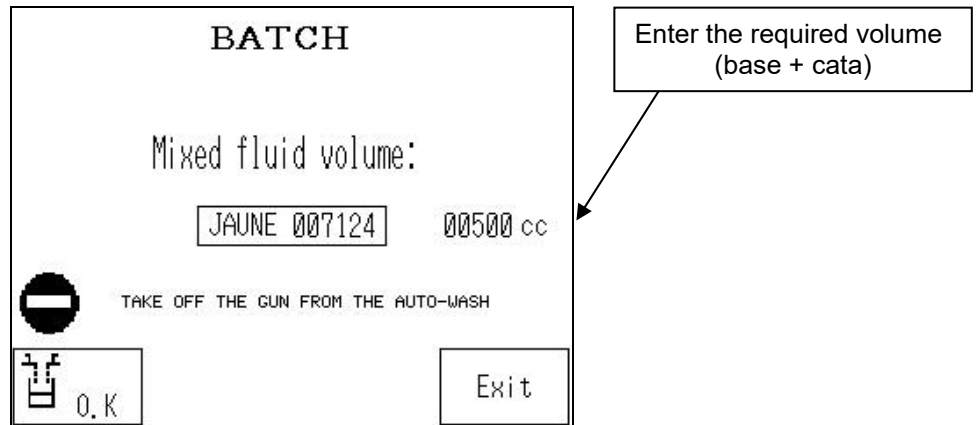 BATCH
Enter the required volume
(base + cata)
Mixed fluid volume:
JAUNE 007124 00500 cc
TAKE OFF THE GUN FROM THE AUTO-WASH
O.K
Exit